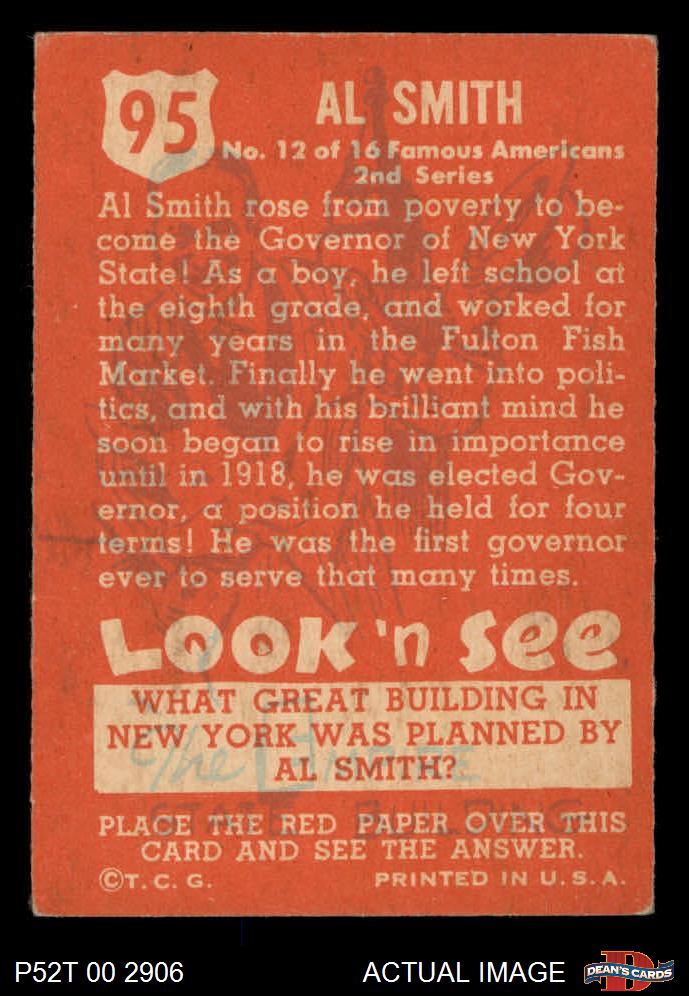 95
AL SMITH
No. 12 of 16 Famous Americans
2nd Series
Al Smith rose from poverty to be-
come the Governor of New York
State! As a boy, he left school at
the eighth grade, and worked for
many years in the Fulton Fish
Market. Finally he went into poli-
tics, and with his brilliant mind he
soon began to rise in importance
until in 1918, he was elected Gov-
ernor, a position he held for four
terms! He was the first governor
ever to serve that many times.
LOOK 'n SEE
WHAT GREAT BUILDING IN
NEW YORK WAS PLANNED BY
AL SMITH?
The EMPIRE
STATE BUILDING
PLACE THE RED PAPER OVER THIS
CARD AND SEE THE ANSWER.
©T. C. G. PRINTED IN U. S. A.
P52T 00 2906 ACTUAL IMAGE D DEAN'S CARDS